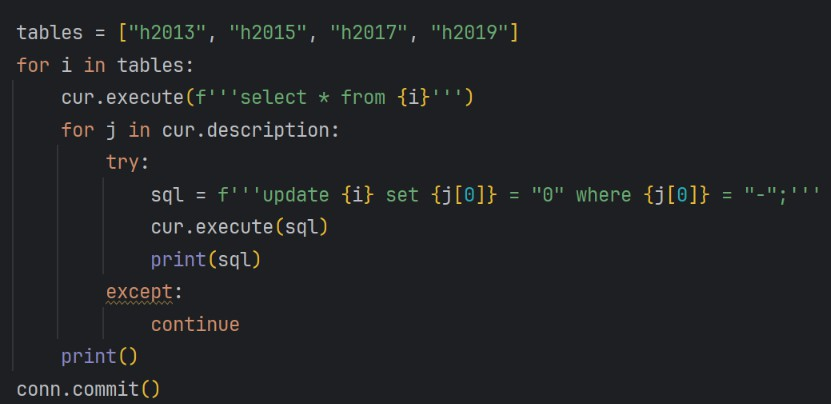 tables = ["h2013", "h2015", "h2017", "h2019"]
for i in tables:
    cur.execute(f'''select * from {i}''')
    for j in cur.description:
        try:
            sql = f'''update {i} set {j[0]} = "0" where {j[0]} = "-";'''
            cur.execute(sql)
            print(sql)
        except:
            continue
    print()
conn.commit()